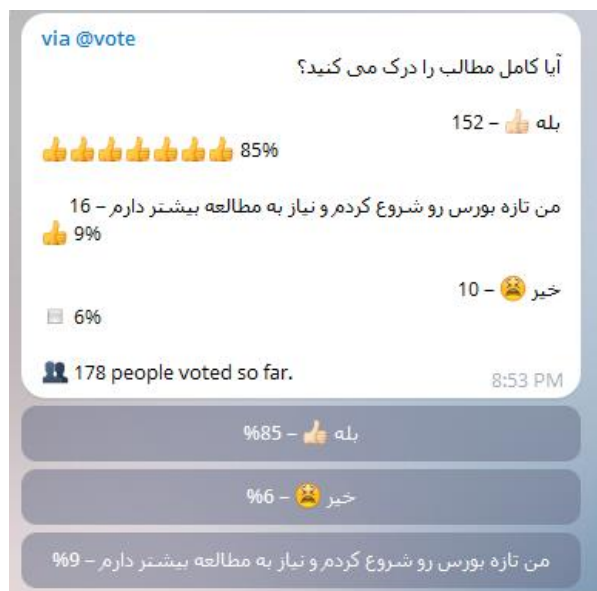 via @vote
آیا کامل مطالب را درک می کنید؟
بله 👍🏻 – 152
👍👍👍👍👍👍👍 85%
من تازه بورس رو شروع کردم و نیاز به مطالعه بیشتر دارم – 16
👍 9%
خیر 😫 – 10
▫️ 6%
👥 178 people voted so far.
8:53 PM
بله 👍🏻 – 85%
خیر 😫 – 6%
من تازه بورس رو شروع کردم و نیاز به مطالعه بیشتر دارم – 9%